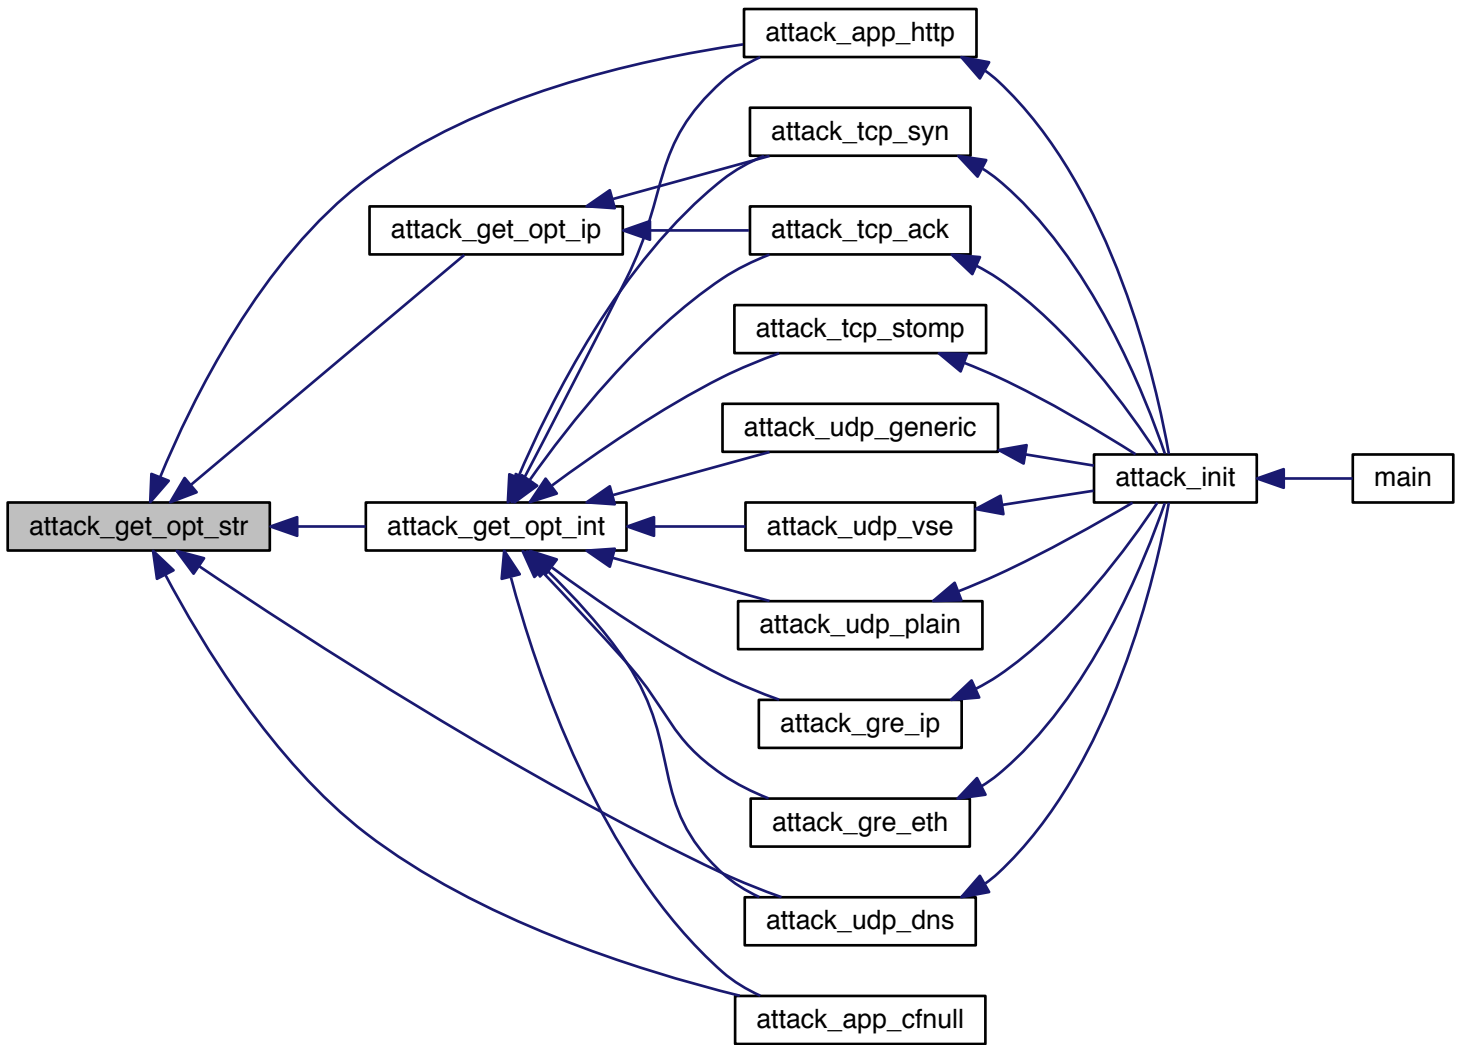 attack_app_http
attack_tcp_syn
attack_get_opt_ip
attack_tcp_ack
attack_tcp_stomp
attack_udp_generic
attack_init
main
attack_get_opt_str
attack_get_opt_int
attack_udp_vse
attack_udp_plain
attack_gre_ip
attack_gre_eth
attack_udp_dns
attack_app_cfnull